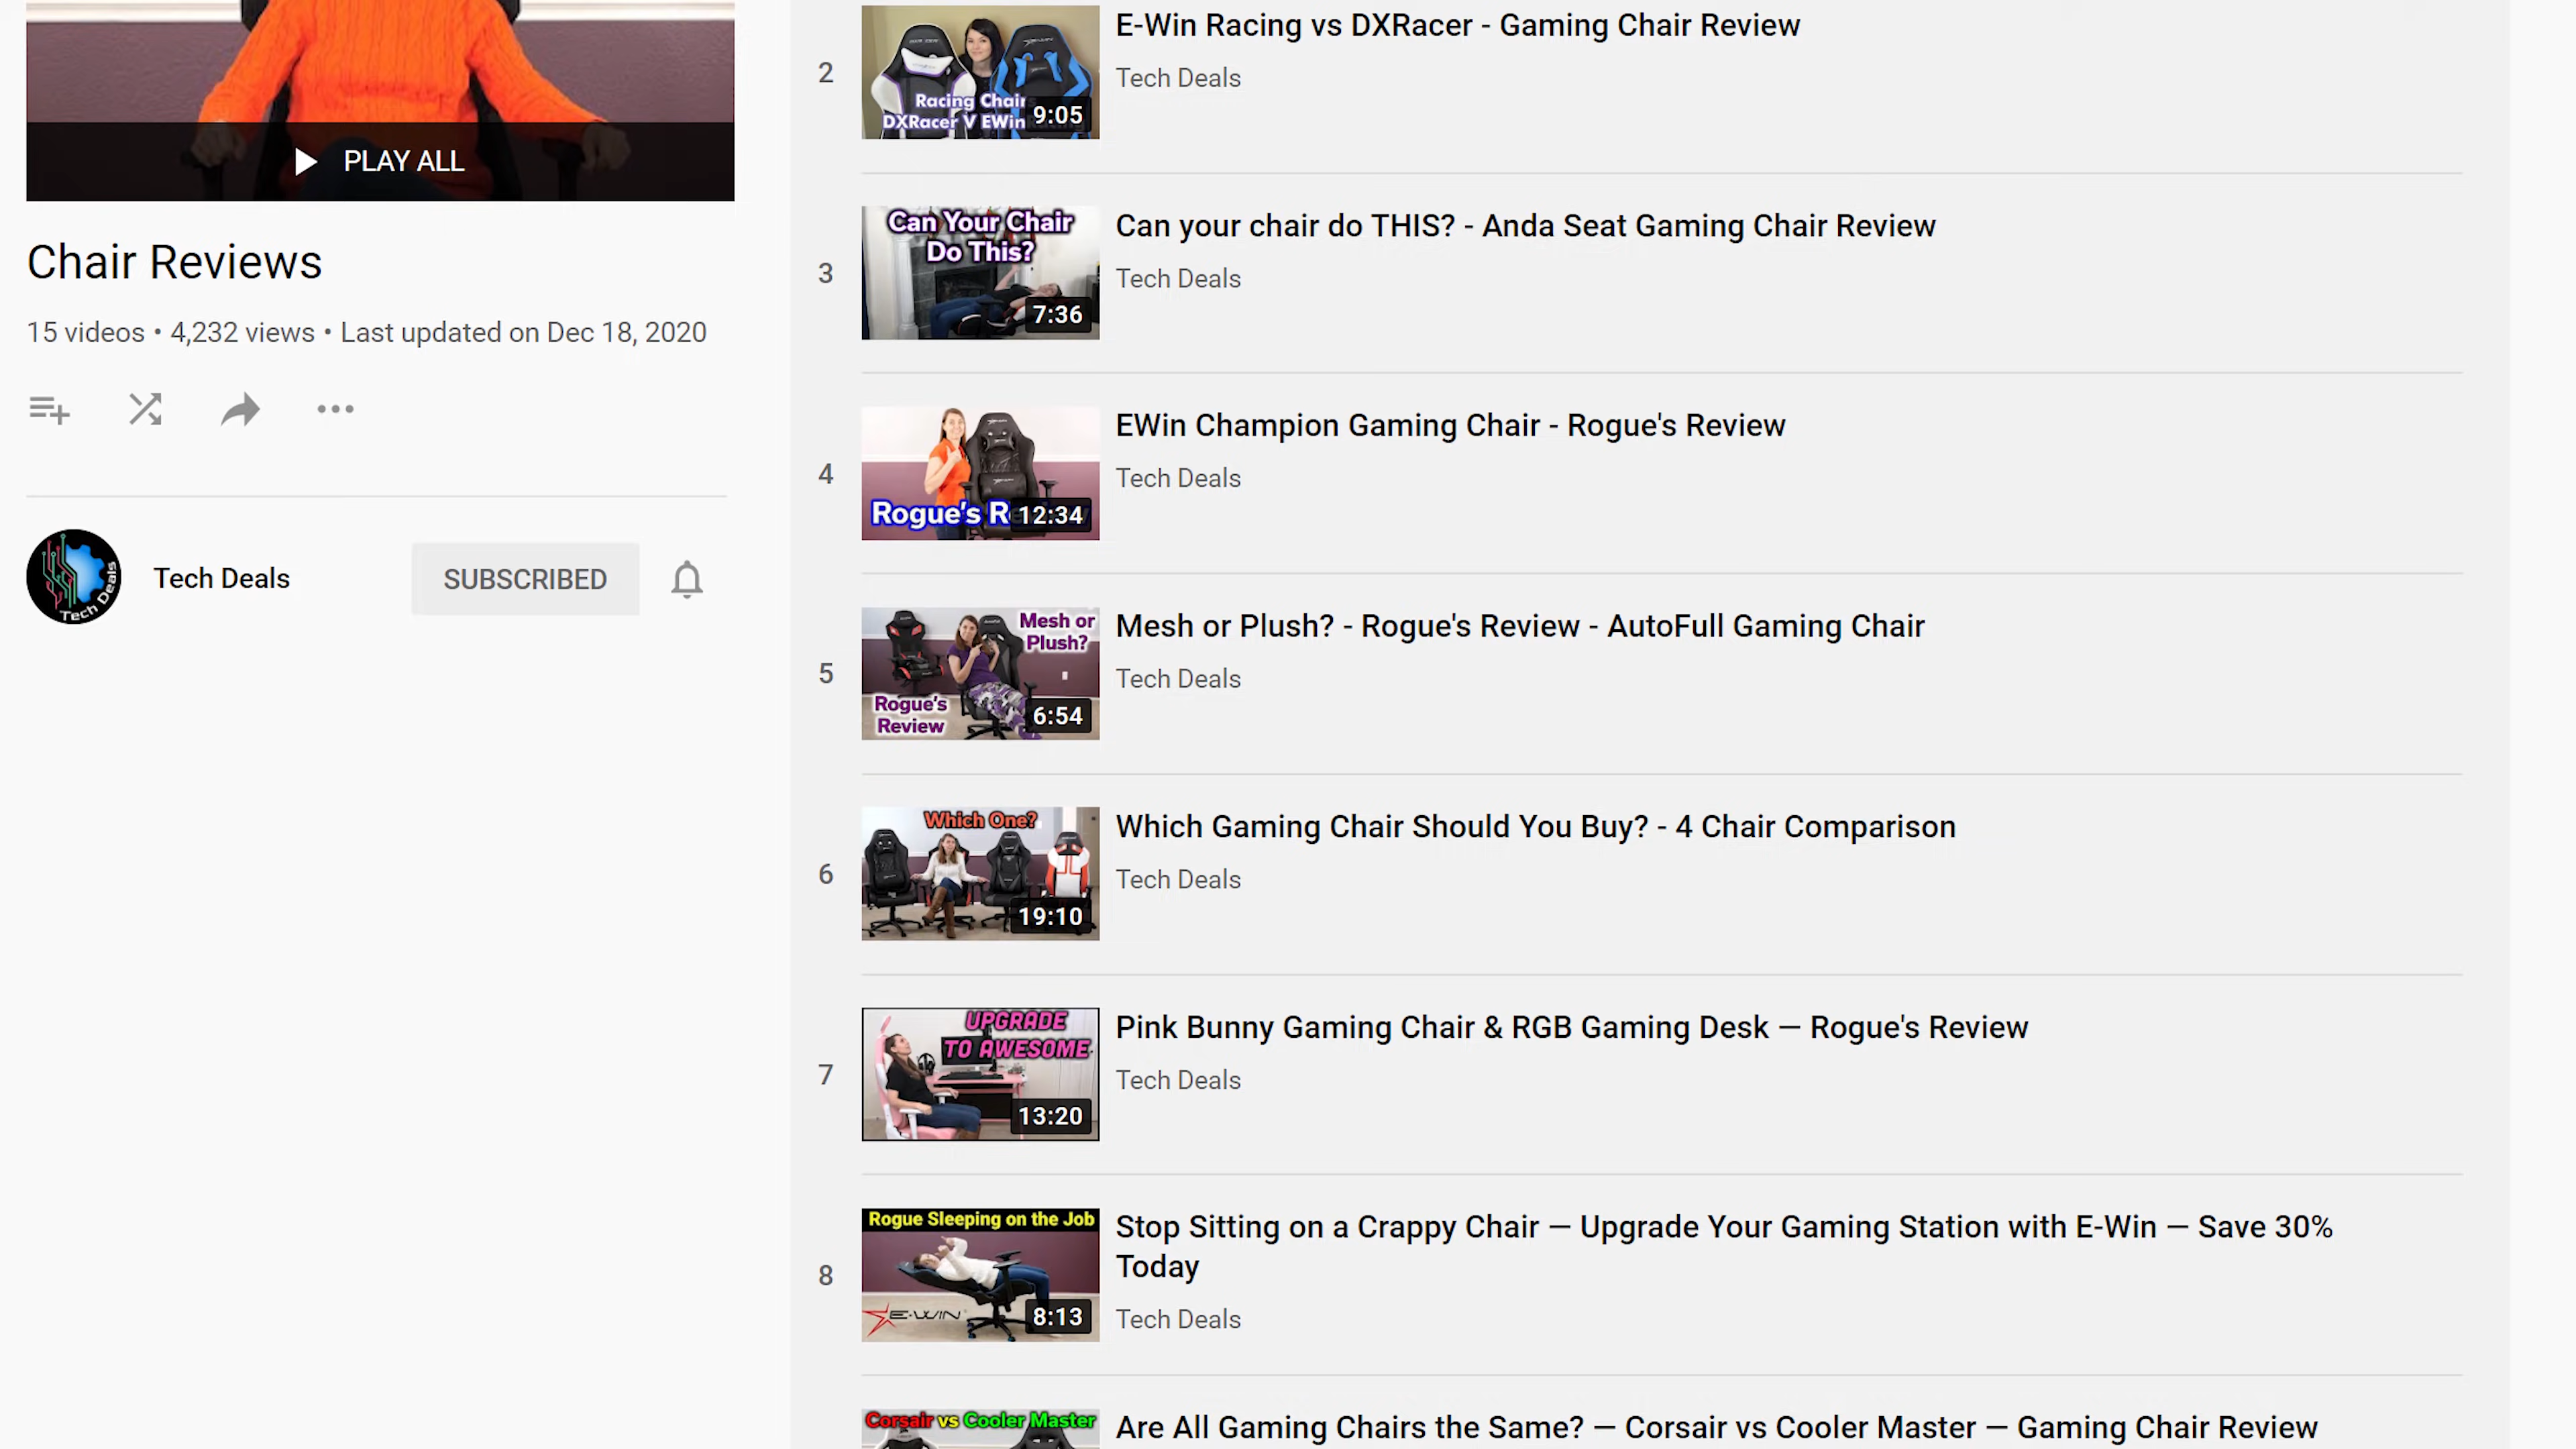 PLAY ALL
Chair Reviews
15 videos • 4,232 views • Last updated on Dec 18, 2020
Tech Deals
Tech Deals
SUBSCRIBED
2
Racing Chair
DXRacer V EWin
9:05
E-Win Racing vs DXRacer - Gaming Chair Review
Tech Deals
3
Can Your Chair
Do This?
7:36
Can your chair do THIS? - Anda Seat Gaming Chair Review
Tech Deals
4
Rogue's R
12:34
EWin Champion Gaming Chair - Rogue's Review
Tech Deals
5
Mesh or
Plush?
Rogue's
Review
6:54
Mesh or Plush? - Rogue's Review - AutoFull Gaming Chair
Tech Deals
6
Which One?
19:10
Which Gaming Chair Should You Buy? - 4 Chair Comparison
Tech Deals
7
UPGRADE
TO AWESOME
13:20
Pink Bunny Gaming Chair & RGB Gaming Desk — Rogue's Review
Tech Deals
8
Rogue Sleeping on the Job
E-WIN
8:13
Stop Sitting on a Crappy Chair — Upgrade Your Gaming Station with E-Win — Save 30%
Today
Tech Deals
Corsair vs Cooler Master
Are All Gaming Chairs the Same? — Corsair vs Cooler Master — Gaming Chair Review